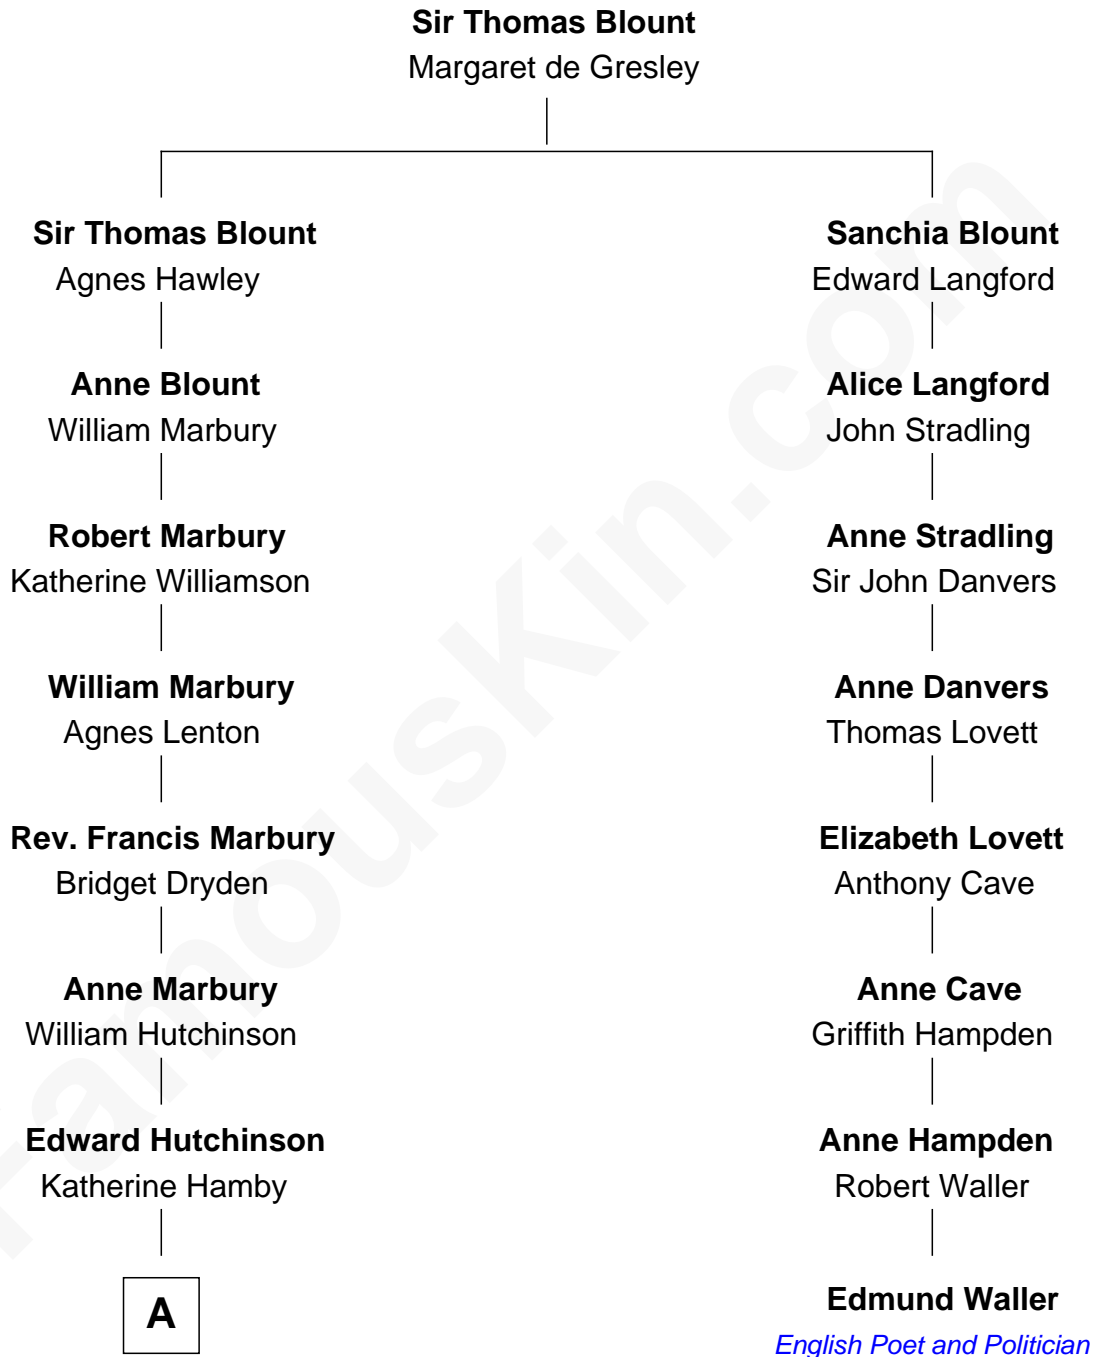 Sir Thomas Blount
Margaret de Gresley
Sir Thomas Blount
Agnes Hawley
Anne Blount
William Marbury
Robert Marbury
Katherine Williamson
William Marbury
Agnes Lenton
Rev. Francis Marbury
Bridget Dryden
Anne Marbury
William Hutchinson
Edward Hutchinson
Katherine Hamby
A
Sanchia Blount
Edward Langford
Alice Langford
John Stradling
Anne Stradling
Sir John Danvers
Anne Danvers
Thomas Lovett
Elizabeth Lovett
Anthony Cave
Anne Cave
Griffith Hampden
Anne Hampden
Robert Waller
Edmund Waller
English Poet and Politician
FamousKin.com